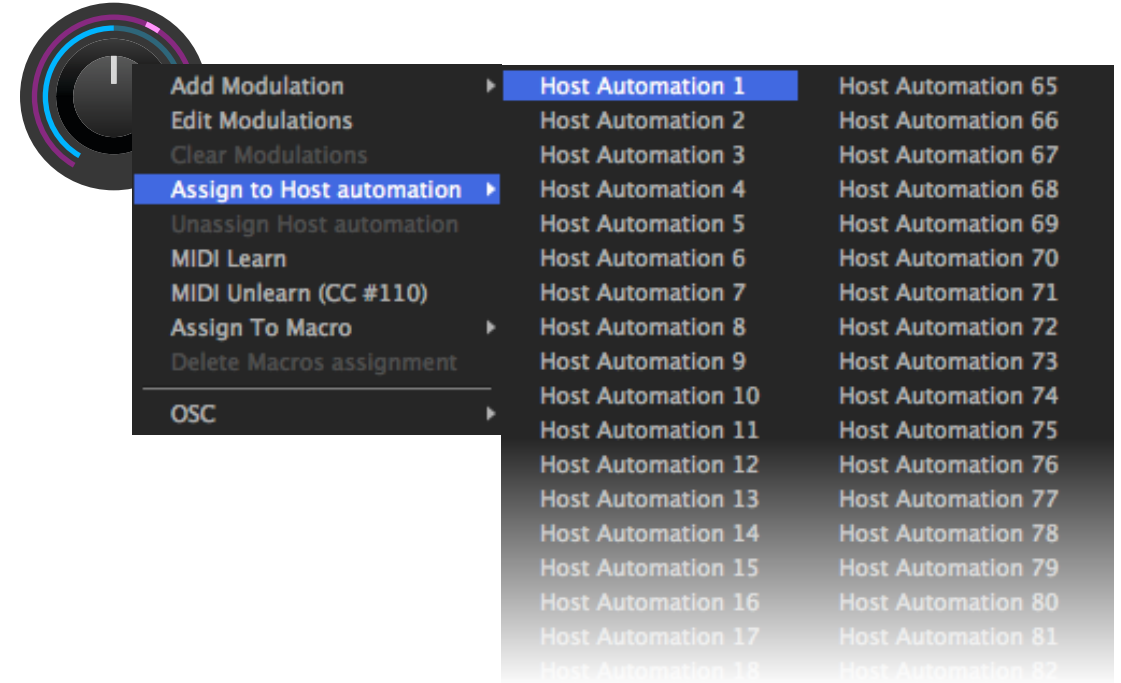 Add Modulation
Edit Modulations
Clear Modulations
Assign to Host automation
Unassign Host automation
MIDI Learn
MIDI Unlearn (CC #110)
Assign To Macro
Delete Macros assignment
OSC
Host Automation 1
Host Automation 2
Host Automation 3
Host Automation 4
Host Automation 5
Host Automation 6
Host Automation 7
Host Automation 8
Host Automation 9
Host Automation 10
Host Automation 11
Host Automation 12
Host Automation 13
Host Automation 14
Host Automation 15
Host Automation 16
Host Automation 17
Host Automation 18
Host Automation 65
Host Automation 66
Host Automation 67
Host Automation 68
Host Automation 69
Host Automation 70
Host Automation 71
Host Automation 72
Host Automation 73
Host Automation 74
Host Automation 75
Host Automation 76
Host Automation 77
Host Automation 78
Host Automation 79
Host Automation 80
Host Automation 81
Host Automation 82